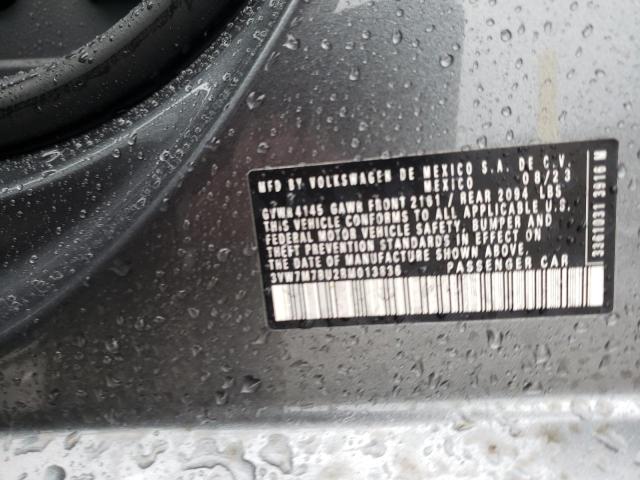 MFD BY VOLKSWAGEN DE MEXICO S.A. DE C.V.
MEXICO 08/23
GVWR4145 GAWR FRONT 2161 / REAR 2094 LBS
THIS VEHICLE CONFORMS TO ALL APPLICABLE U.S.
FEDERAL MOTOR VEHICLE SAFETY, BUMPER, AND
THEFT PREVENTION STANDARDS IN EFFECT ON
THE DATE OF MANUFACTURE SHOWN ABOVE.
PASSENGER CAR